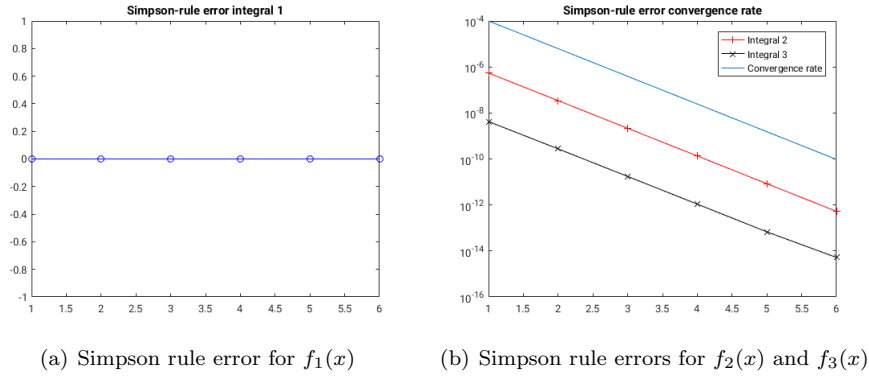 Simpson-rule error integral 1
1
0.8
0.6
0.4
0.2
0
-0.2
-0.4
-0.6
-0.8
-1
1 1.5 2 2.5 3 3.5 4 4.5 5 5.5 6
(a) Simpson rule error for f₁(x)
Simpson-rule error convergence rate
Integral 2
Integral 3
Convergence rate
10⁻⁴
10⁻⁶
10⁻⁸
10⁻¹⁰
10⁻¹²
10⁻¹⁴
10⁻¹⁶
1 1.5 2 2.5 3 3.5 4 4.5 5 5.5 6
(b) Simpson rule errors for f₂(x) and f₃(x)